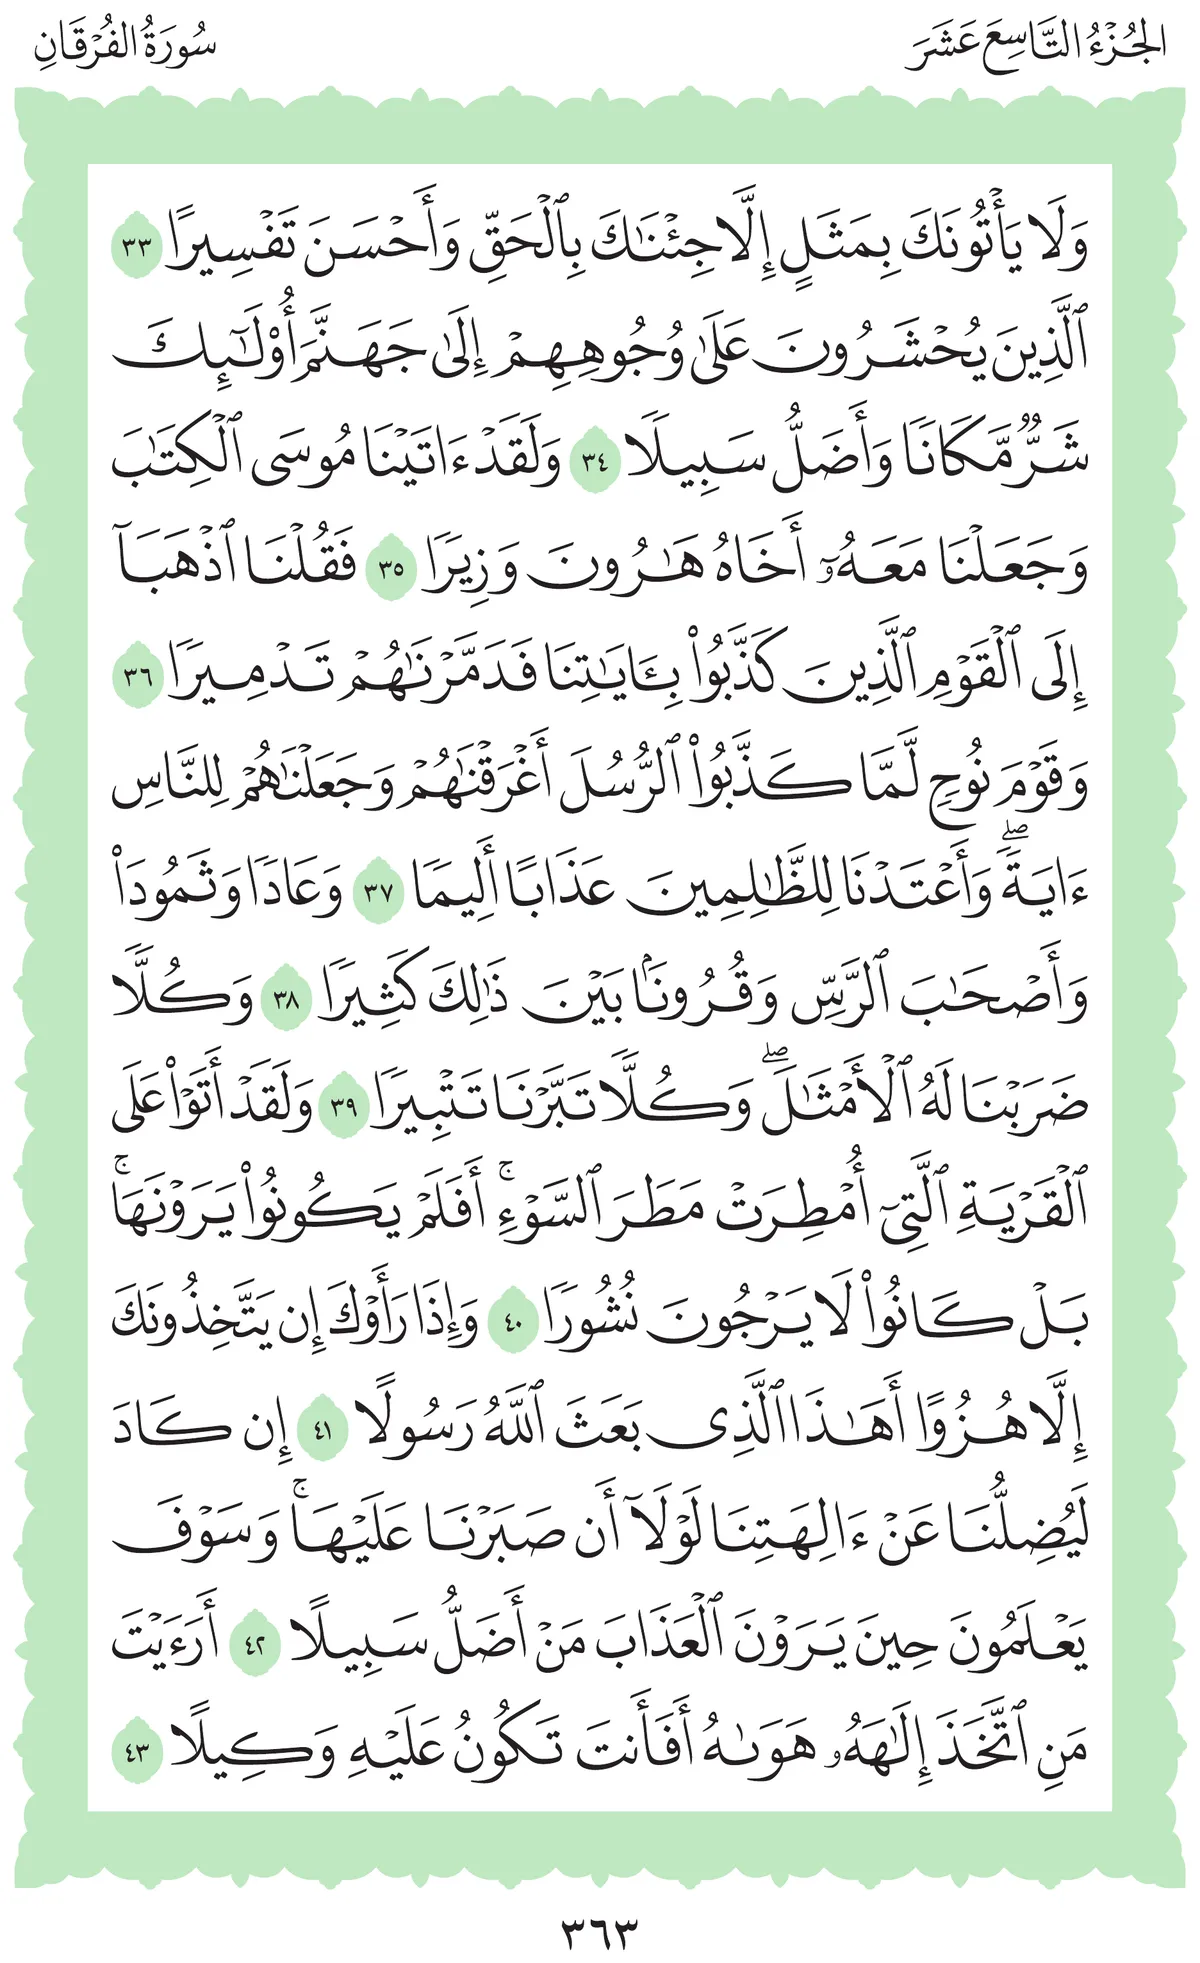 الجُزْءُ التَّاسِعَ عَشَرَ
سُورَةُ الفُرْقَانِ
وَلَا يَأۡتُونَكَ بِمَثَلٍ إِلَّا جِئۡنَٰكَ بِٱلۡحَقِّ وَأَحۡسَنَ تَفۡسِيرًا ٣٣
ٱلَّذِينَ يُحۡشَرُونَ عَلَىٰ وُجُوهِهِمۡ إِلَىٰ جَهَنَّمَ أُوْلَٰٓئِكَ
شَرّٞ مَّكَانٗا وَأَضَلُّ سَبِيلٗا ٣٤ وَلَقَدۡ ءَاتَيۡنَا مُوسَى ٱلۡكِتَٰبَ
وَجَعَلۡنَا مَعَهُۥٓ أَخَاهُ هَٰرُونَ وَزِيرٗا ٣٥ فَقُلۡنَا ٱذۡهَبَآ
إِلَى ٱلۡقَوۡمِ ٱلَّذِينَ كَذَّبُواْ بِـَٔايَٰتِنَا فَدَمَّرۡنَٰهُمۡ تَدۡمِيرٗا ٣٦
وَقَوۡمَ نُوحٖ لَّمَّا كَذَّبُواْ ٱلرُّسُلَ أَغۡرَقۡنَٰهُمۡ وَجَعَلۡنَٰهُمۡ لِلنَّاسِ
ءَايَةٗۖ وَأَعۡتَدۡنَا لِلظَّٰلِمِينَ عَذَابًا أَلِيمٗا ٣٧ وَعَادٗا وَثَمُودَاْ
وَأَصۡحَٰبَ ٱلرَّسِّ وَقُرُونَۢا بَيۡنَ ذَٰلِكَ كَثِيرٗا ٣٨ وَكُلّٗا
ضَرَبۡنَا لَهُ ٱلۡأَمۡثَٰلَۖ وَكُلّٗا تَبَّرۡنَا تَتۡبِيرٗا ٣٩ وَلَقَدۡ أَتَوۡاْ عَلَى
ٱلۡقَرۡيَةِ ٱلَّتِيٓ أُمۡطِرَتۡ مَطَرَ ٱلسَّوۡءِۚ أَفَلَمۡ يَكُونُواْ يَرَوۡنَهَاۚ
بَلۡ كَانُواْ لَا يَرۡجُونَ نُشُورٗا ٤٠ وَإِذَا رَأَوۡكَ إِن يَتَّخِذُونَكَ
إِلَّا هُزُوًا أَهَٰذَا ٱلَّذِي بَعَثَ ٱللَّهُ رَسُولًا ٤١ إِن كَادَ
لَيُضِلُّنَا عَنۡ ءَالِهَتِنَا لَوۡلَآ أَن صَبَرۡنَا عَلَيۡهَاۚ وَسَوۡفَ
يَعۡلَمُونَ حِينَ يَرَوۡنَ ٱلۡعَذَابَ مَنۡ أَضَلُّ سَبِيلًا ٤٢ أَرَءَيۡتَ
مَنِ ٱتَّخَذَ إِلَٰهَهُۥ هَوَىٰهُ أَفَأَنتَ تَكُونُ عَلَيۡهِ وَكِيلًا ٤٣
٣٦٣